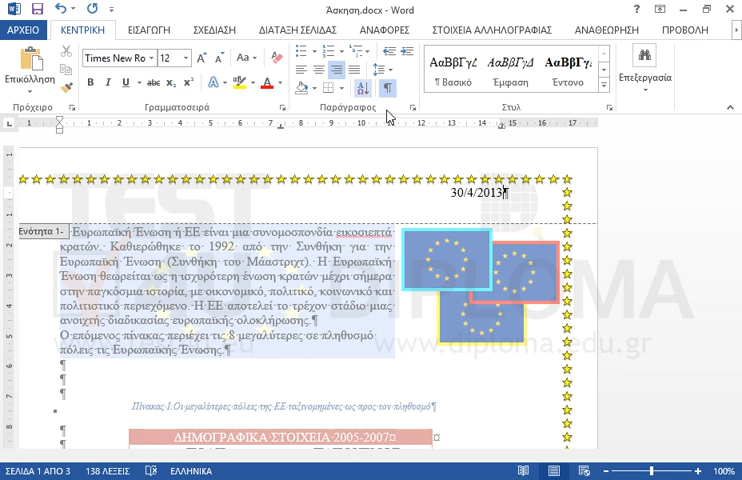 Άσκηση.docx - Word
ΑΡΧΕΙΟ ΚΕΝΤΡΙΚΗ ΕΙΣΑΓΩΓΗ ΣΧΕΔΙΑΣΗ ΔΙΑΤΑΞΗ ΣΕΛΙΔΑΣ ΑΝΑΦΟΡΕΣ ΣΤΟΙΧΕΙΑ ΑΛΛΗΛΟΓΡΑΦΙΑΣ ΑΝΑΘΕΩΡΗΣΗ ΠΡΟΒΟΛΗ
Times New Ro 12
ΑαΒβΓγΔ ΑαΒβΓγΔ ΑαΒβΓγΔ
Επικόλληση
¶ Βασικό Έμφαση Έντονο
Επεξεργασία
Πρόχειρο Γραμματοσειρά Παράγραφος Στυλ
30/4/2013¶
TEST
Ενότητα 1-
Ευρωπαϊκή Ένωση ή ΕΕ είναι μια συνομοσπονδία εικοσιεπτά
κρατών. Καθιερώθηκε το 1992 από την Συνθήκη για την
Ευρωπαϊκή Ένωση (Συνθήκη του Μάαστριχτ). Η Ευρωπαϊκή
Ένωση θεωρείται ως η ισχυρότερη ένωση κρατών μέχρι σήμερα
στην παγκόσμια ιστορία, με οικονομικό, πολιτικό, κοινωνικό και
πολιτιστικό περιεχόμενο. Η ΕΕ αποτελεί το τρέχον στάδιο μιας
ανοιχτής διαδικασίας ευρωπαϊκής ολοκλήρωσης.¶
Ο επόμενος πίνακας περιέχει τις 8 μεγαλύτερες σε πληθυσμό
πόλεις τις Ευρωπαϊκής Ένωσης.¶
DIPLOMA
www.diploma.edu.gr
Πίνακας 1 Οι μεγαλύτερες πόλεις της ΕΕ ταξινομημένες ως προς τον πληθυσμό¶
ΔΗΜΟΓΡΑΦΙΚΑ ΣΤΟΙΧΕΙΑ 2005-2007¤
ΣΕΛΙΔΑ 1 ΑΠΟ 3 138 ΛΕΞΕΙΣ ΕΛΛΗΝΙΚΑ 100%